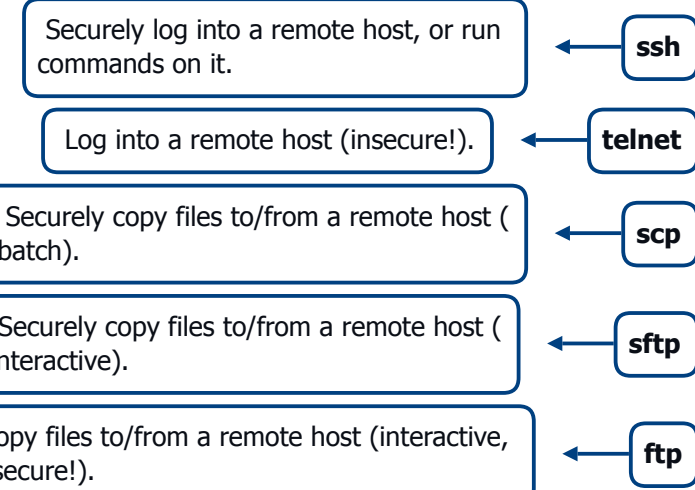 Securely log into a remote host, or run
commands on it.
ssh
Log into a remote host (insecure!).
telnet
Securely copy files to/from a remote host (
batch).
scp
Securely copy files to/from a remote host (
nteractive).
sftp
opy files to/from a remote host (interactive,
secure!).
ftp